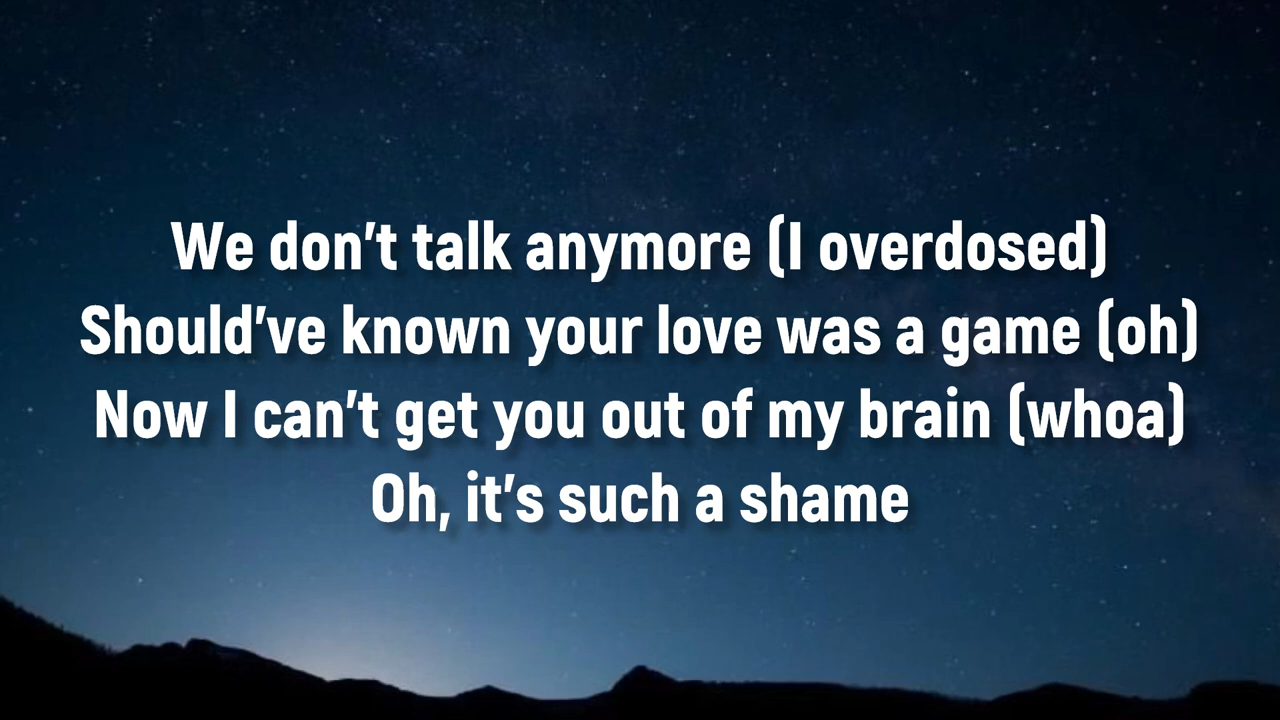 We don't talk anymore (I overdosed)
Should've known your love was a game (oh)
Now I can't get you out of my brain (whoa)
Oh, it's such a shame